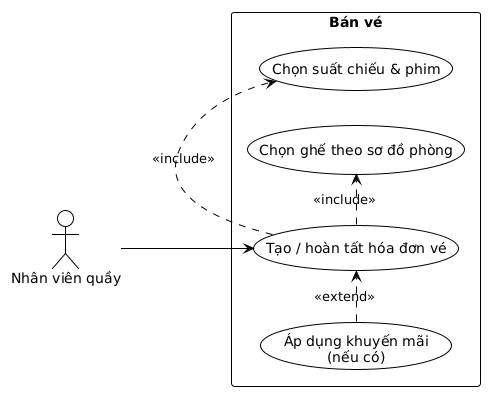 Bán vé
Chọn suất chiếu & phim
«include»
Chọn ghế theo sơ đồ phòng
«include»
Tạo / hoàn tất hóa đơn vé
Nhân viên quầy
«extend»
Áp dụng khuyến mãi
(nếu có)